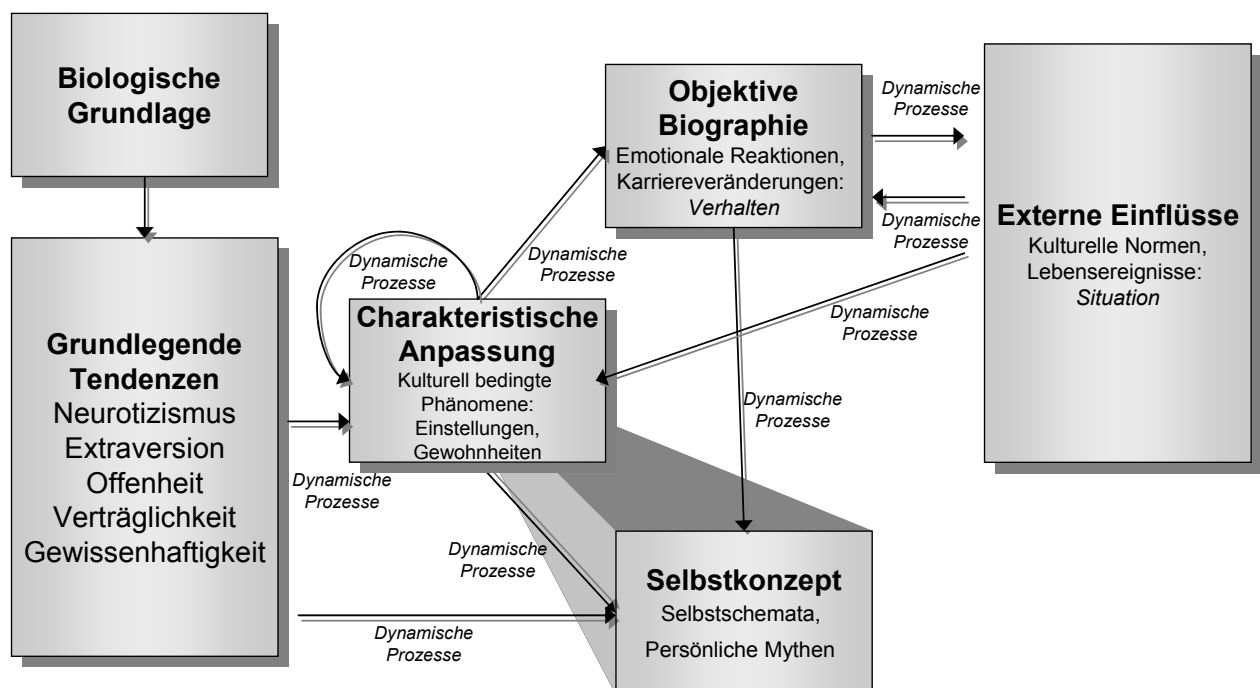 Biologische
Grundlage
Grundlegende
Tendenzen
Neurotizismus
Extraversion
Offenheit
Verträglichkeit
Gewissenhaftigkeit
Dynamische
Prozesse
Charakteristische
Anpassung
Kulturell bedingte
Phänomene:
Einstellungen,
Gewohnheiten
Dynamische
Prozesse
Dynamische
Prozesse
Objektive
Biographie
Emotionale Reaktionen,
Karriereveränderungen:
Verhalten
Dynamische
Prozesse
Dynamische
Prozesse
Externe Einflüsse
Kulturelle Normen,
Lebensereignisse:
Situation
Dynamische
Prozesse
Dynamische
Prozesse
Dynamische
Prozesse
Dynamische
Prozesse
Selbstkonzept
Selbstschemata,
Persönliche Mythen